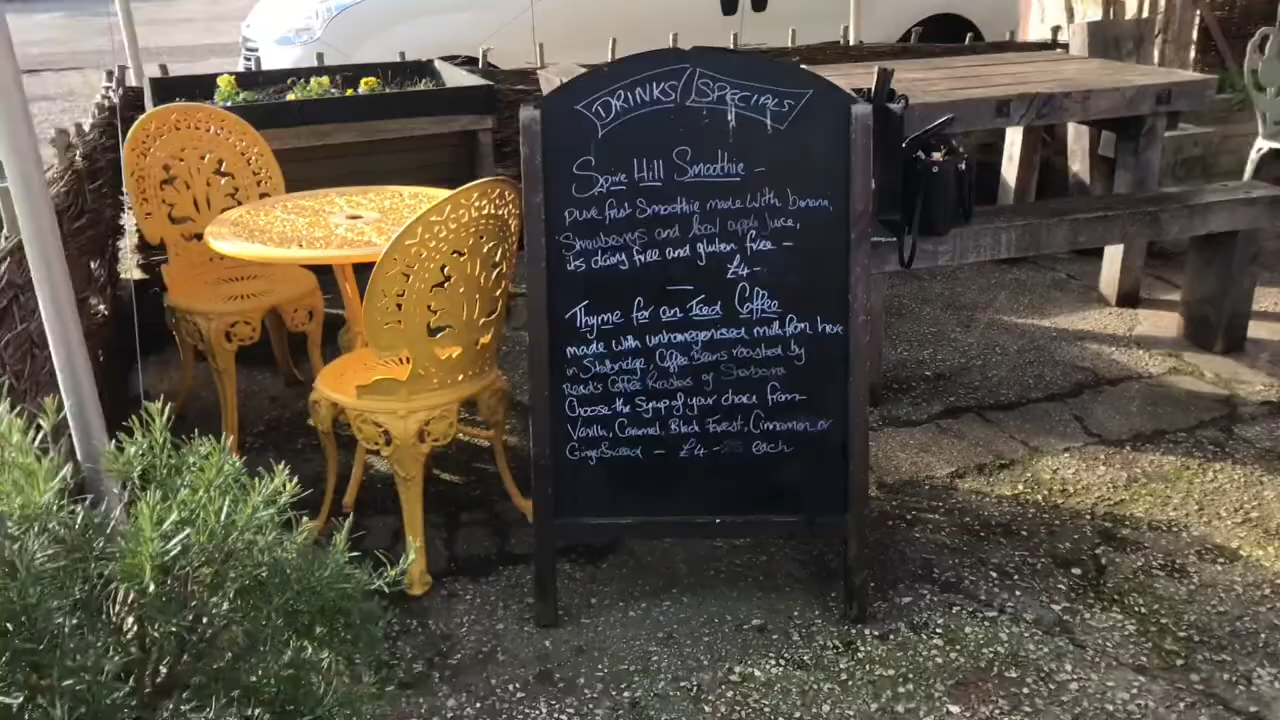 DRINKS/SPECIALS
Spire Hill Smoothie -
pure fruit Smoothie made with banana,
Strawberrys and local apple juice,
its dairy free and gluten free -
£4-
Thyme for an Iced Coffee
made with unhomogenised milk from here
in Stalbridge, Coffee Beans roasted by
Read's Coffee Roasters of Sherborne
Choose the Syrup of your choice from-
Vanilla, Caramel, Black Forest, Cinnamon or
Gingerbread - £4- each